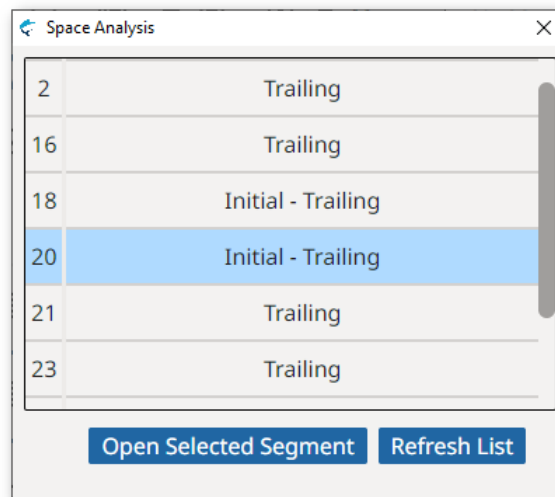 Space Analysis
2 Trailing
16 Trailing
18 Initial - Trailing
20 Initial - Trailing
21 Trailing
23 Trailing
Open Selected Segment Refresh List